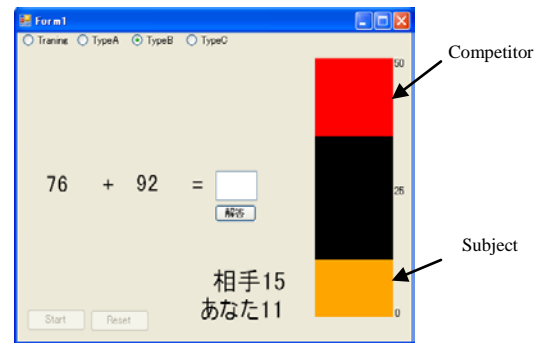 Form1
Traning TypeA TypeB TypeC
50
Competitor
76 + 92 =
25
解答
Subject
相手15
あなた11
Start Reset
0